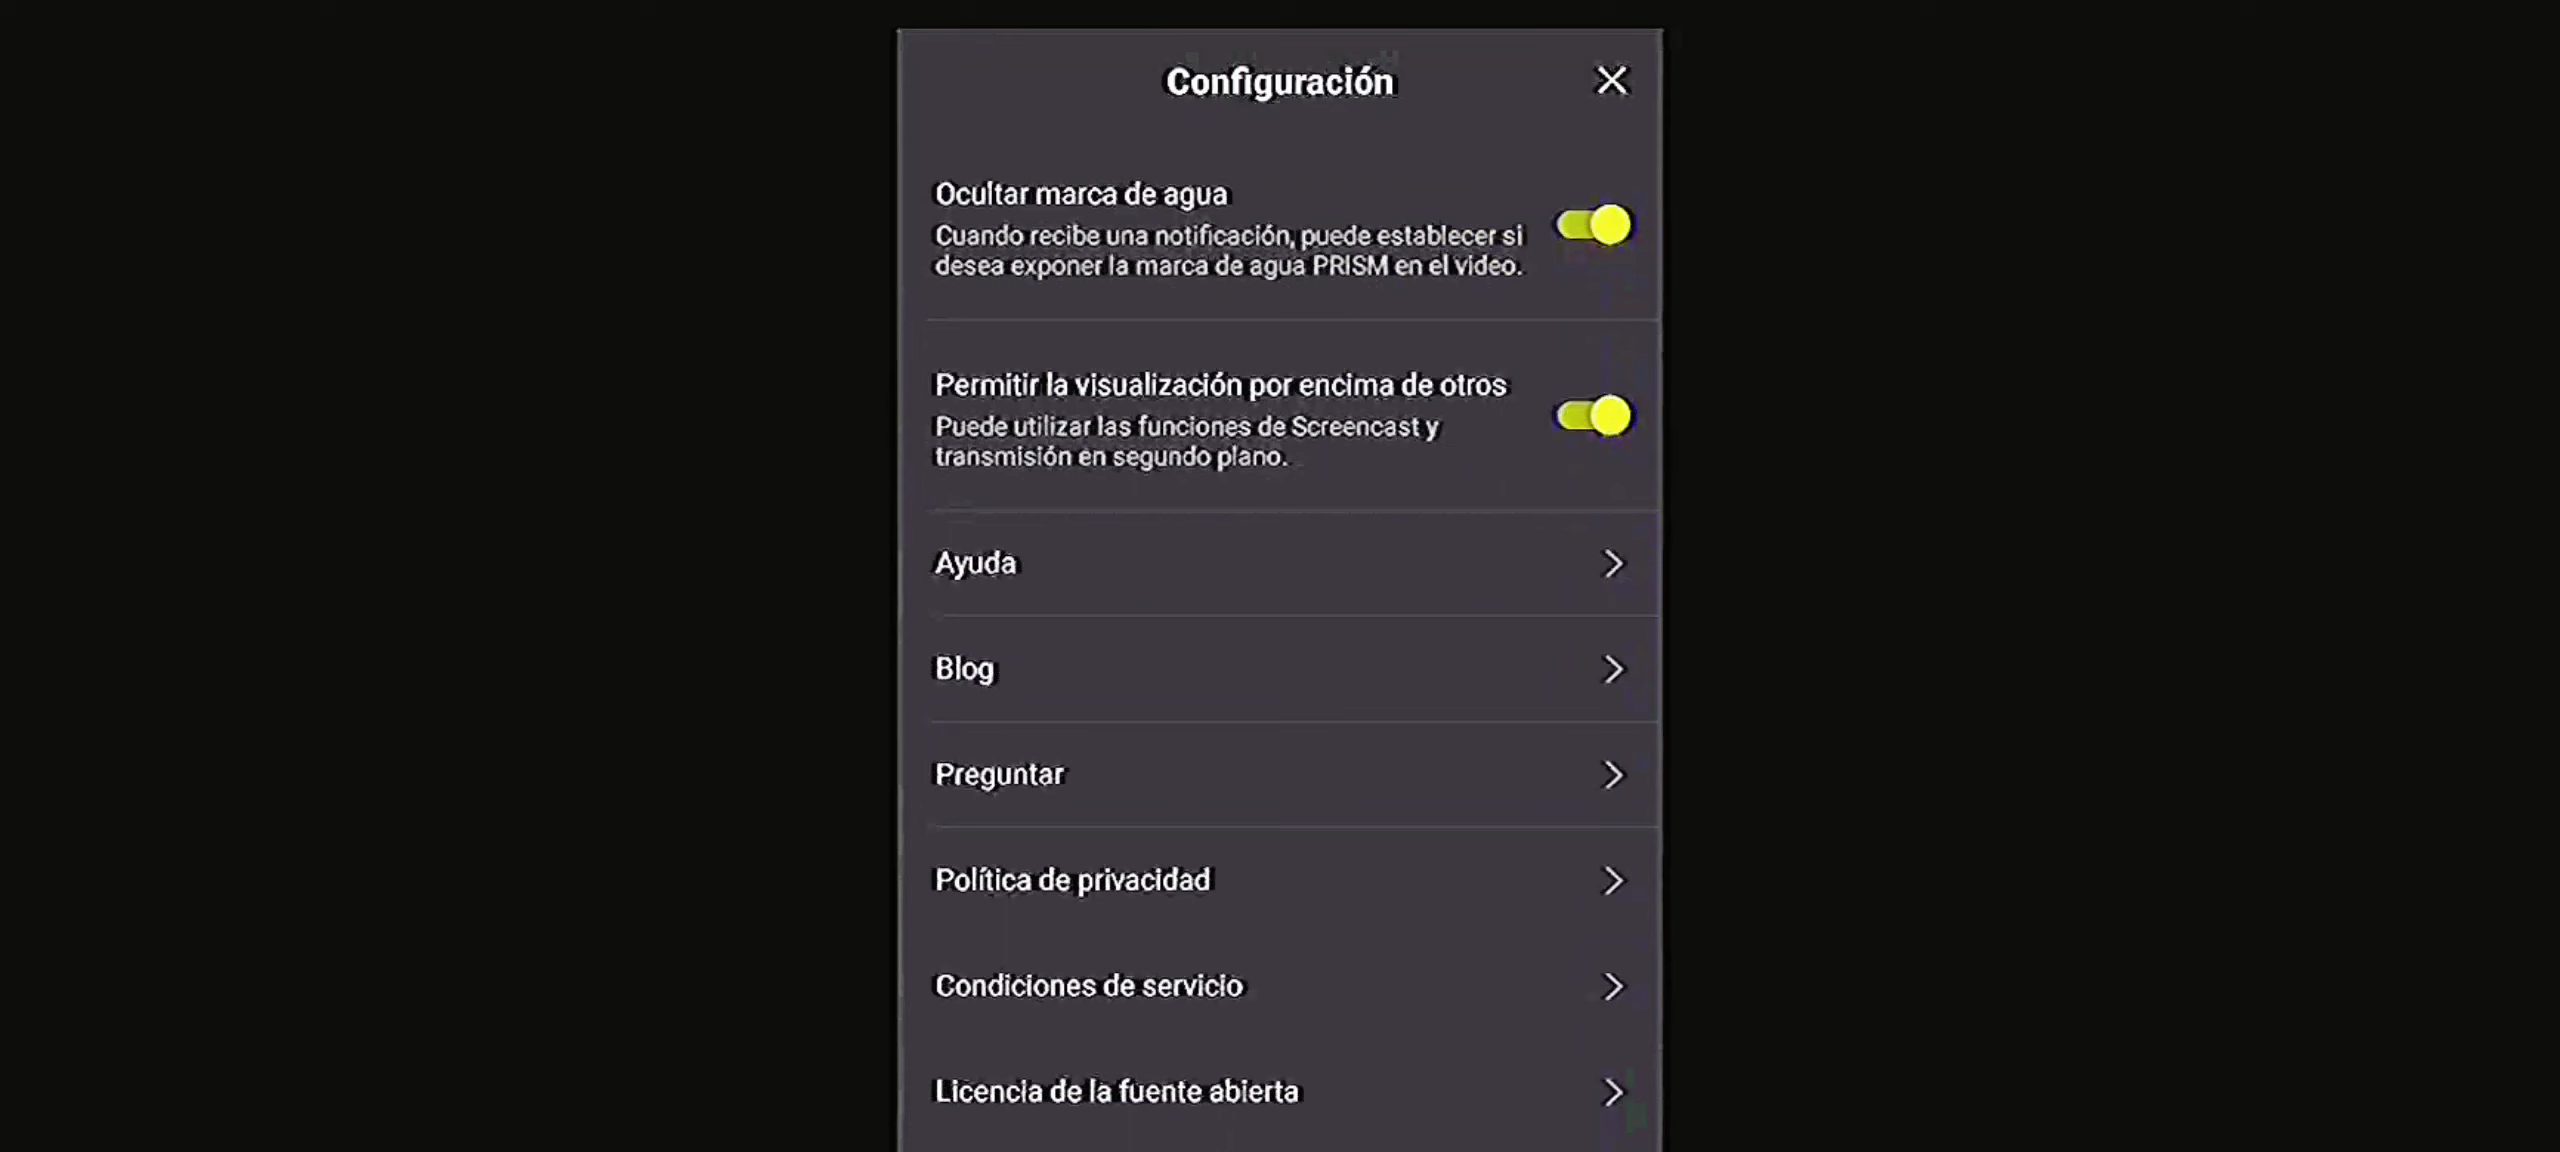 Configuración
Ocultar marca de agua
Cuando recibe una notificación, puede establecer si
desea exponer la marca de agua PRISM en el video.
Permitir la visualización por encima de otros
Puede utilizar las funciones de Screencast y
transmisión en segundo plano.
Ayuda
Blog
Preguntar
Política de privacidad
Condiciones de servicio
Licencia de la fuente abierta